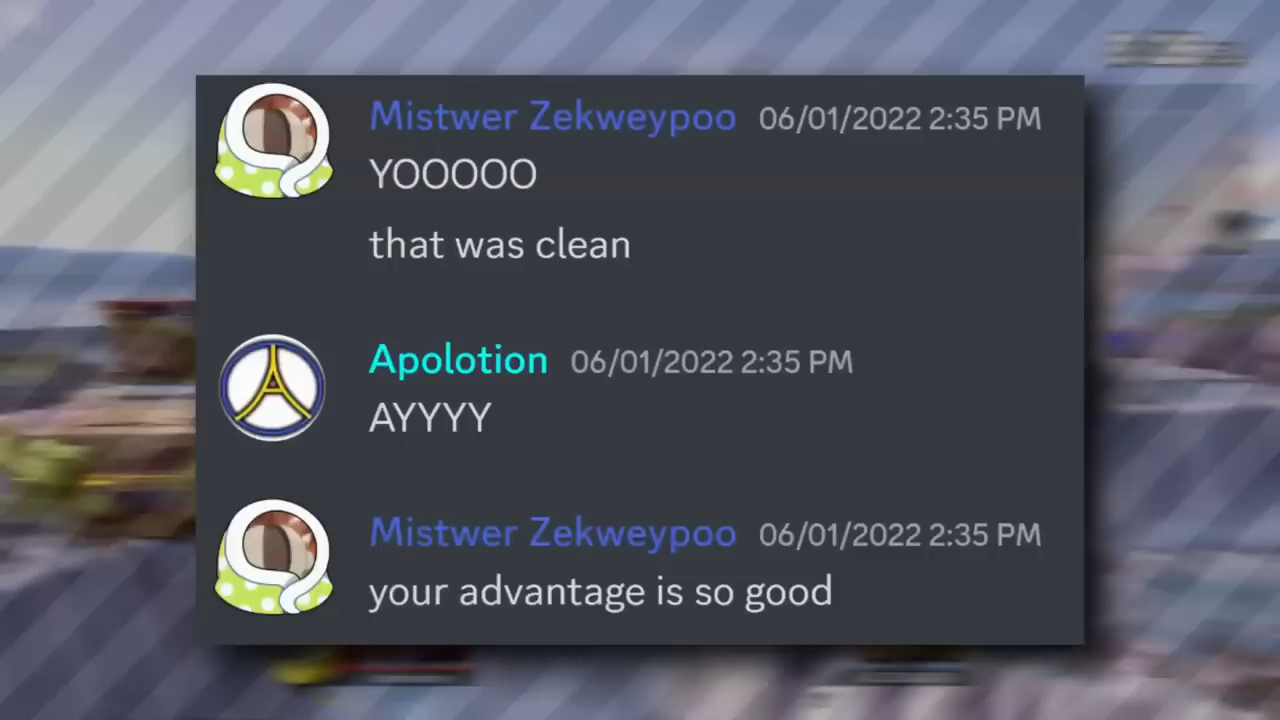 Mistwer Zekweypoo 06/01/2022 2:35 PM
YOOOOO
that was clean
Apolotion 06/01/2022 2:35 PM
AYYYY
Mistwer Zekweypoo 06/01/2022 2:35 PM
your advantage is so good